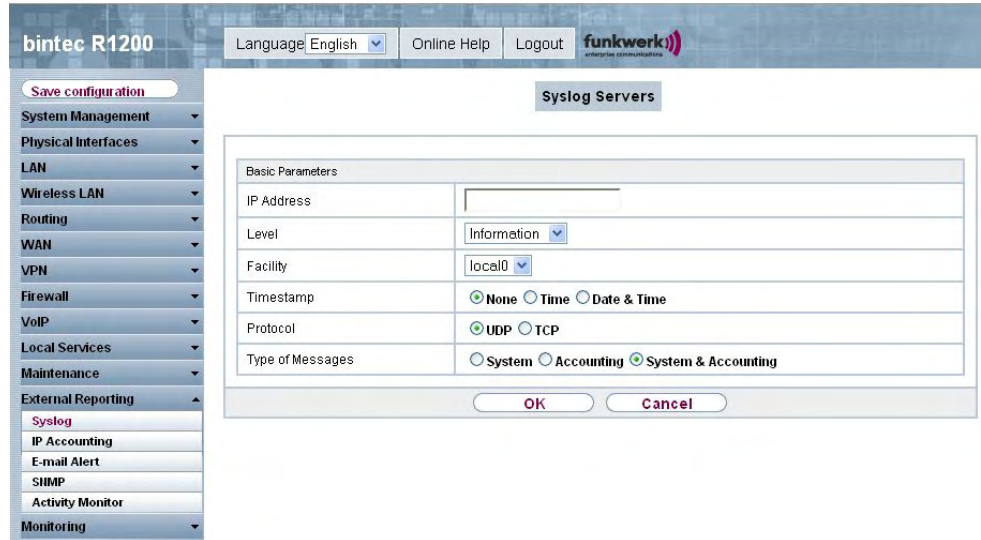 bintec R1200
Language English Online Help Logout funkwerk
enterprise communications
Save configuration
System Management
Physical Interfaces
LAN
Wireless LAN
Routing
WAN
VPN
Firewall
VoIP
Local Services
Maintenance
External Reporting
Syslog
IP Accounting
E-mail Alert
SNMP
Activity Monitor
Monitoring
Syslog Servers
Basic Parameters
IP Address
Level Information
Facility local0
Timestamp None Time Date & Time
Protocol UDP TCP
Type of Messages System Accounting System & Accounting
OK Cancel